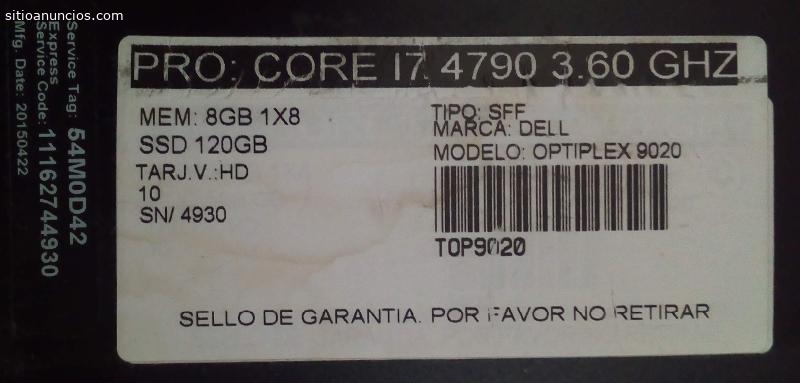 sitioanuncios.com
Service Tag: 54M0D42
Express
Service Code: 11162744930
Mfg. Date: 20150422
PRO: CORE I7 4790 3.60 GHZ
MEM: 8GB 1X8
SSD 120GB
TARJ.V.:HD
10
SN/ 4930
TIPO: SFF
MARCA: DELL
MODELO: OPTIPLEX 9020
TOP9020
SELLO DE GARANTIA. POR FAVOR NO RETIRAR